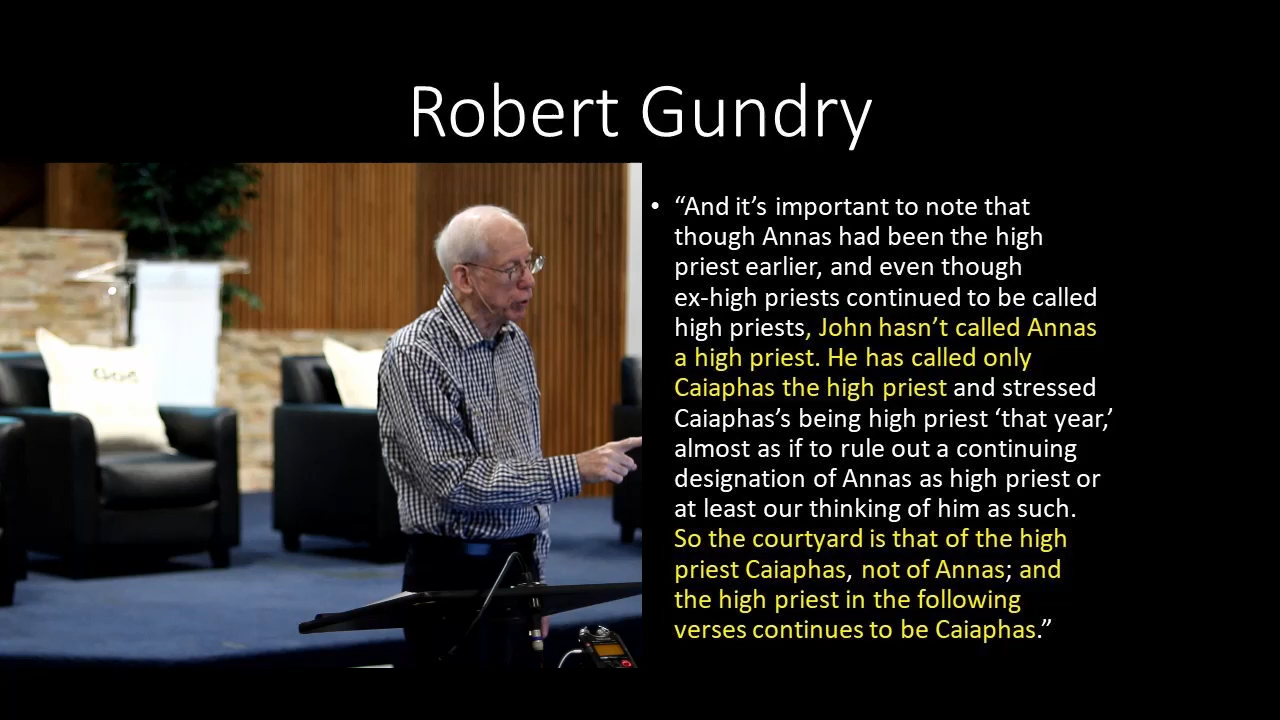 Robert Gundry
• “And it’s important to note that
though Annas had been the high
priest earlier, and even though
ex-high priests continued to be called
high priests, John hasn’t called Annas
a high priest. He has called only
Caiaphas the high priest and stressed
Caiaphas’s being high priest ‘that year,’
almost as if to rule out a continuing
designation of Annas as high priest or
at least our thinking of him as such.
So the courtyard is that of the high
priest Caiaphas, not of Annas; and
the high priest in the following
verses continues to be Caiaphas.”